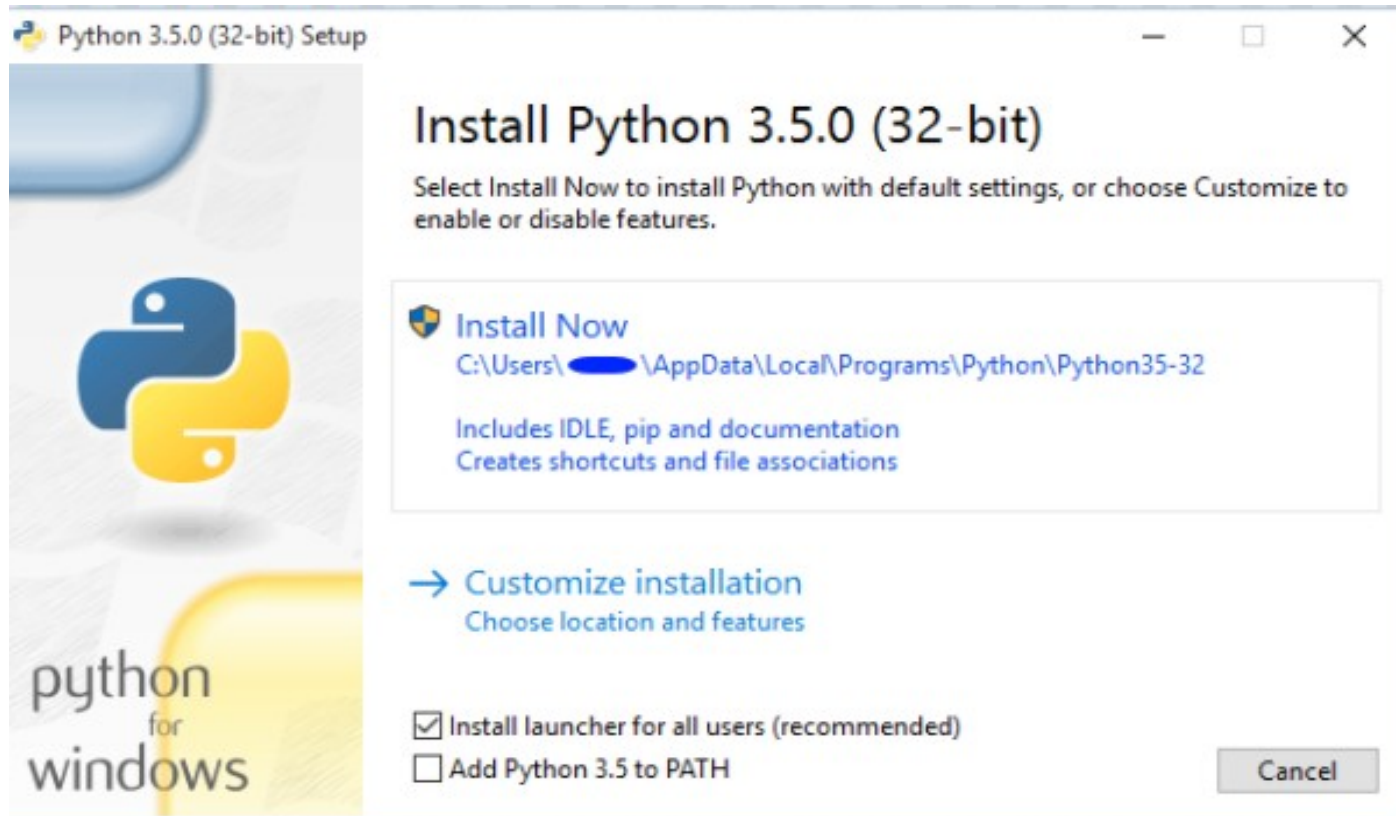 Python 3.5.0 (32-bit) Setup
Install Python 3.5.0 (32-bit)
Select Install Now to install Python with default settings, or choose Customize to
enable or disable features.
Install Now
C:\Users\ \AppData\Local\Programs\Python\Python35-32
Includes IDLE, pip and documentation
Creates shortcuts and file associations
Customize installation
Choose location and features
python
for
windows
Install launcher for all users (recommended)
Add Python 3.5 to PATH
Cancel